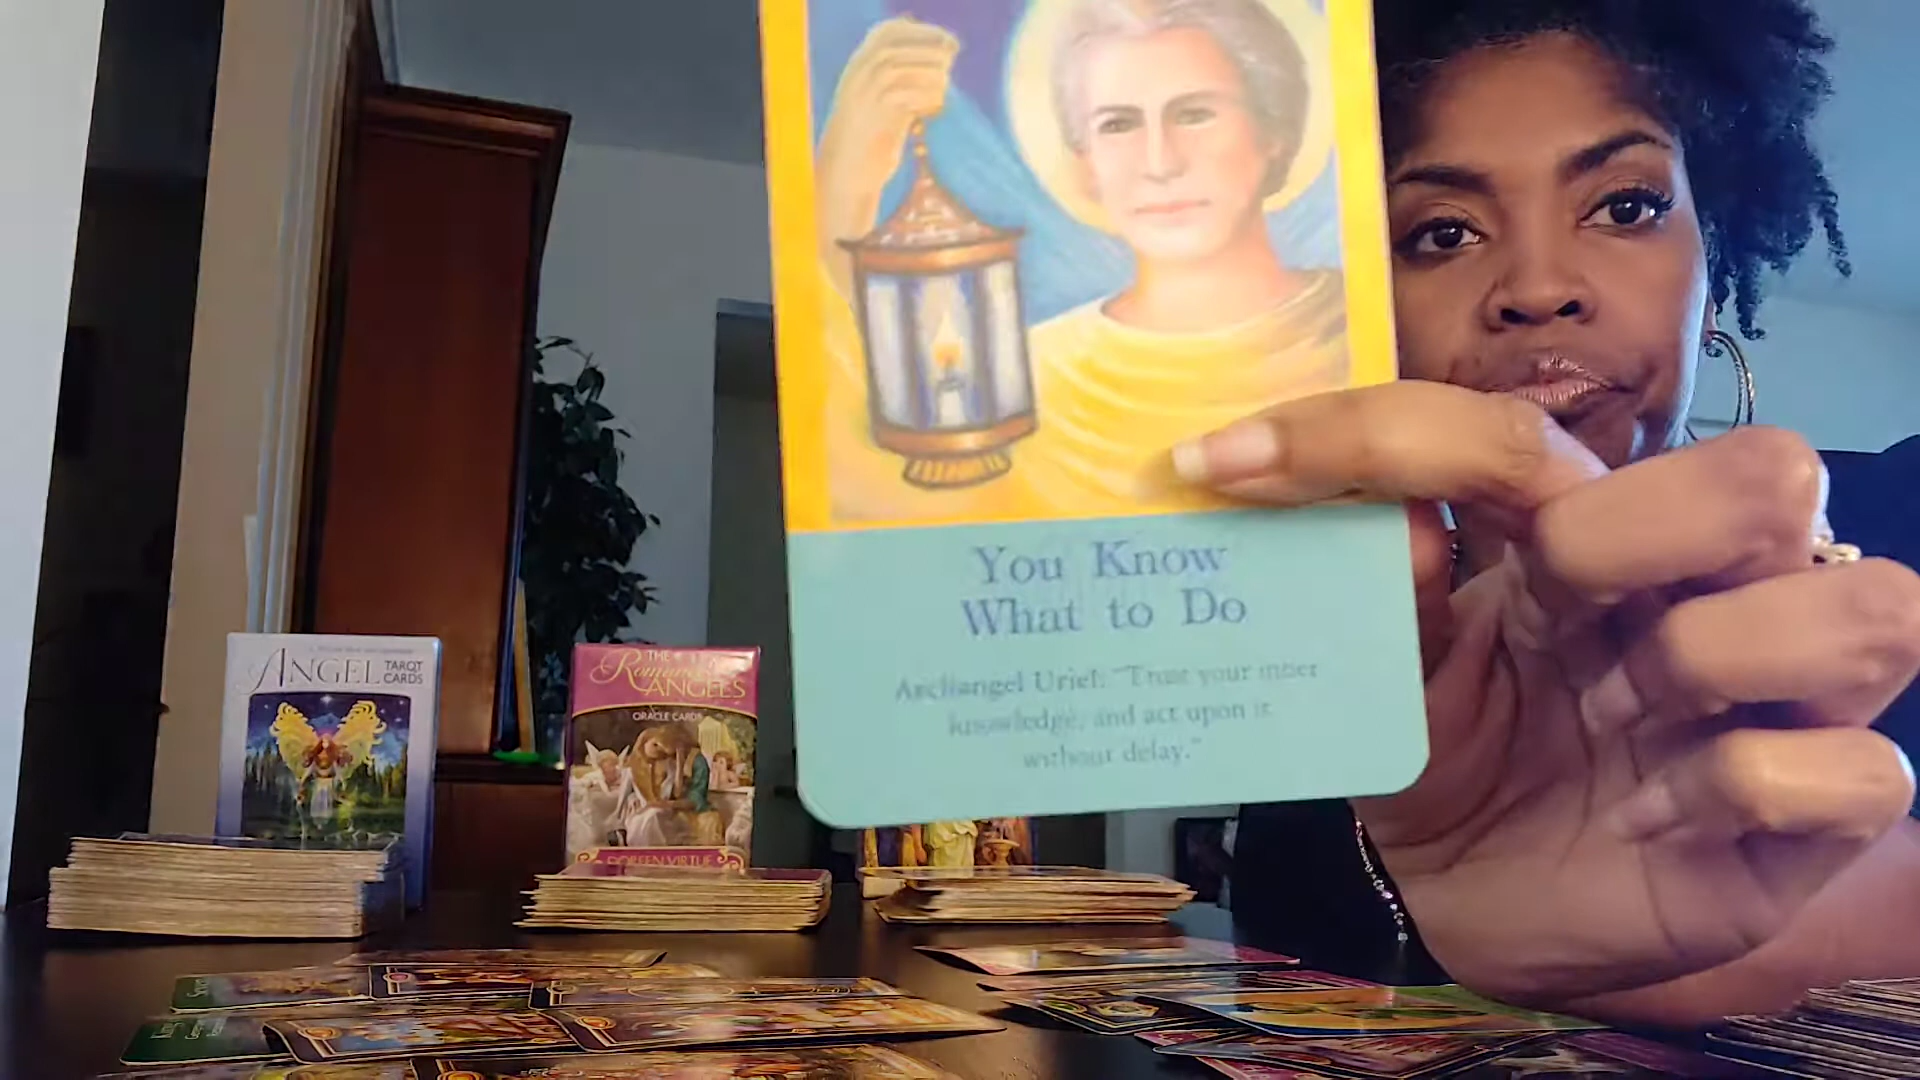 You Know
What to Do
Archangel Uriel: "Trust your inner
knowledge, and act upon it
without delay."
ANGEL TAROT
CARDS
THE
Romance
ANGELS
ORACLE CARDS
DOREEN VIRTUE